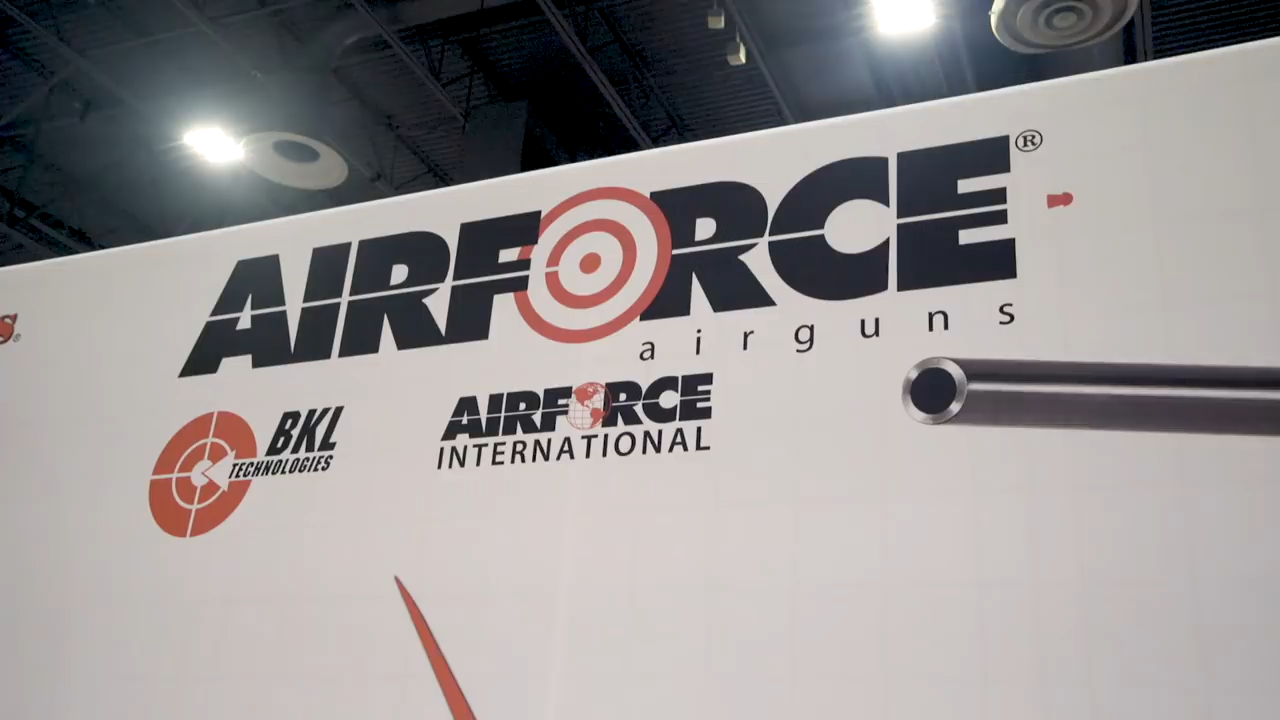 AIRFORCE®
airguns
BKL
TECHNOLOGIES
AIRFORCE
INTERNATIONAL